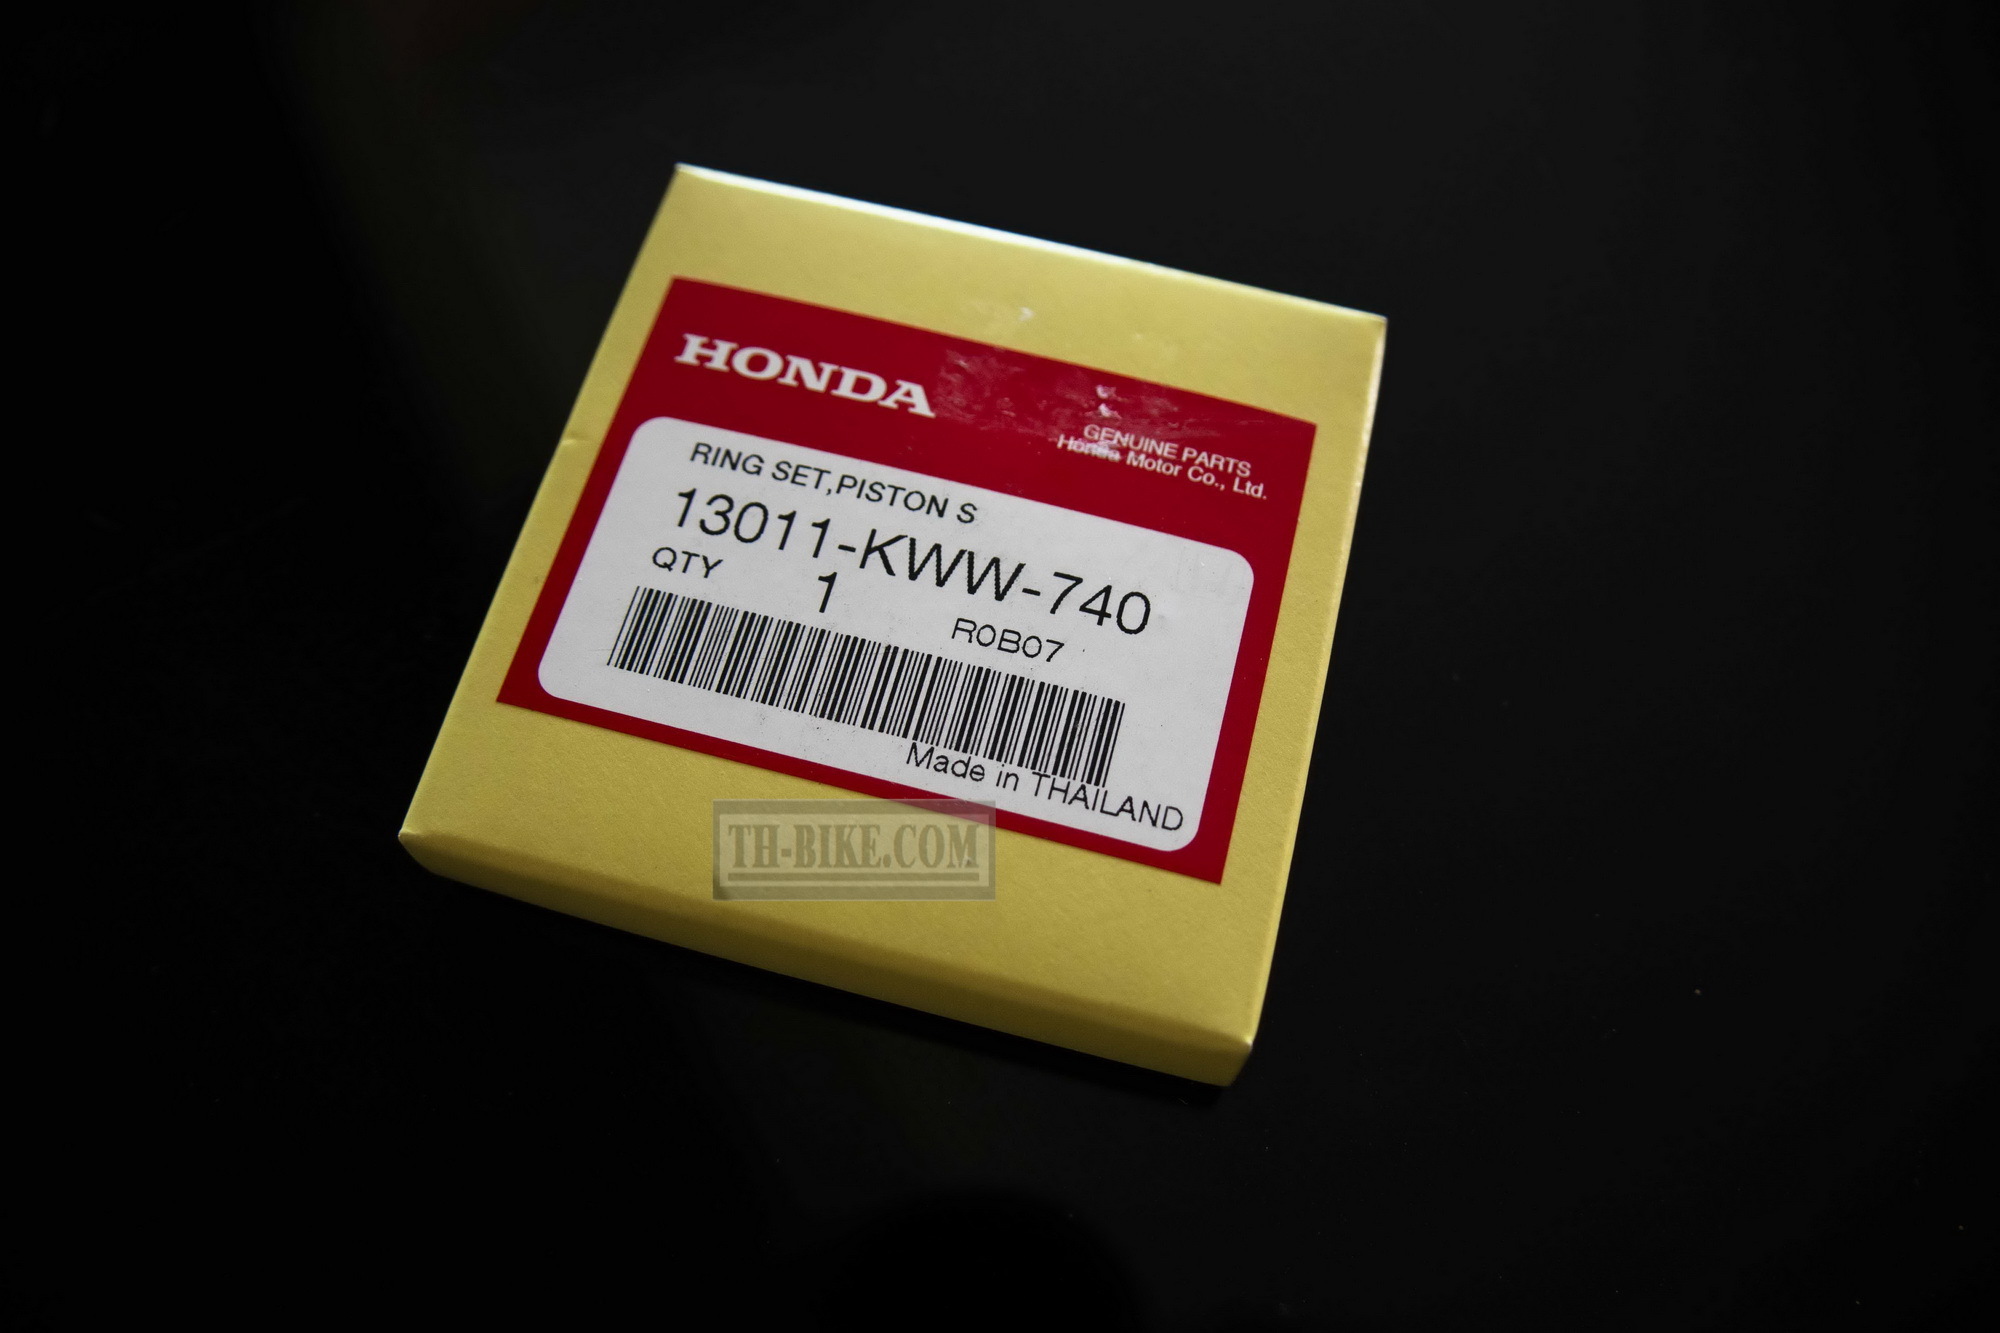 HONDA
GENUINE PARTS
Honda Motor Co., Ltd.
RING SET,PISTON S
13011-KWW-740
QTY 1
R0B07
Made in THAILAND
TH-BIKE.COM